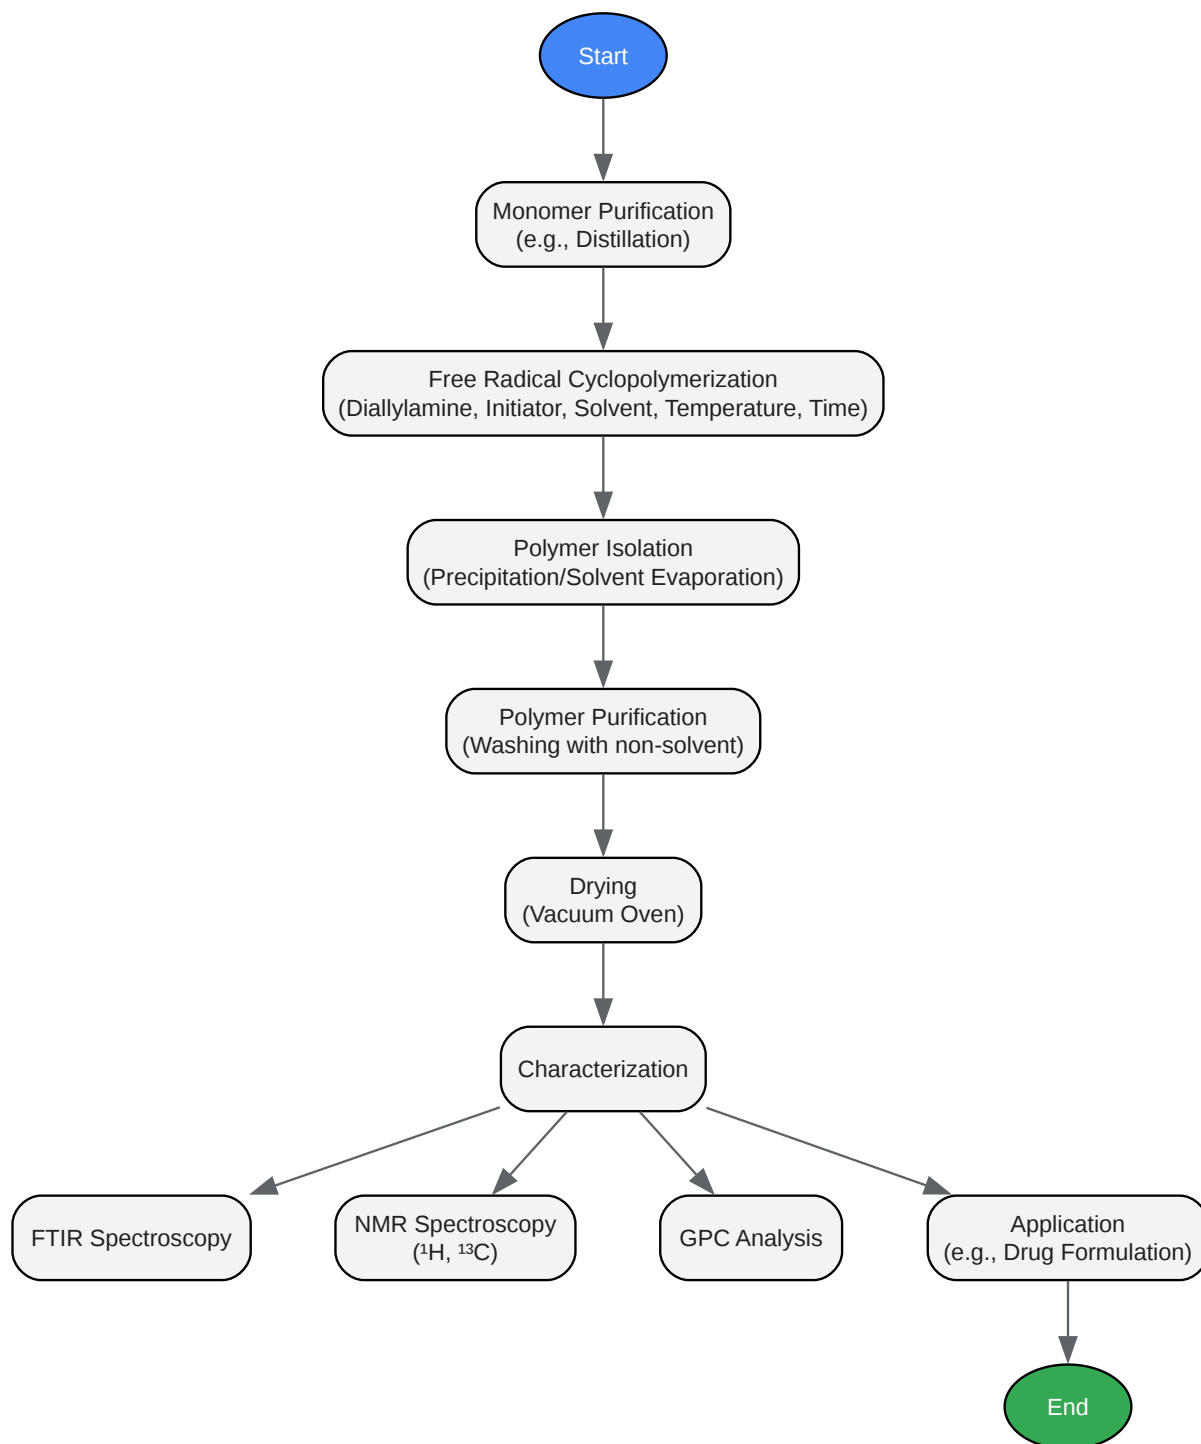 Start
Monomer Purification
(e.g., Distillation)
Free Radical Cyclopolymerization
(Diallylamine, Initiator, Solvent, Temperature, Time)
Polymer Isolation
(Precipitation/Solvent Evaporation)
Polymer Purification
(Washing with non-solvent)
Drying
(Vacuum Oven)
Characterization
FTIR Spectroscopy
NMR Spectroscopy
(¹H, ¹³C)
GPC Analysis
Application
(e.g., Drug Formulation)
End